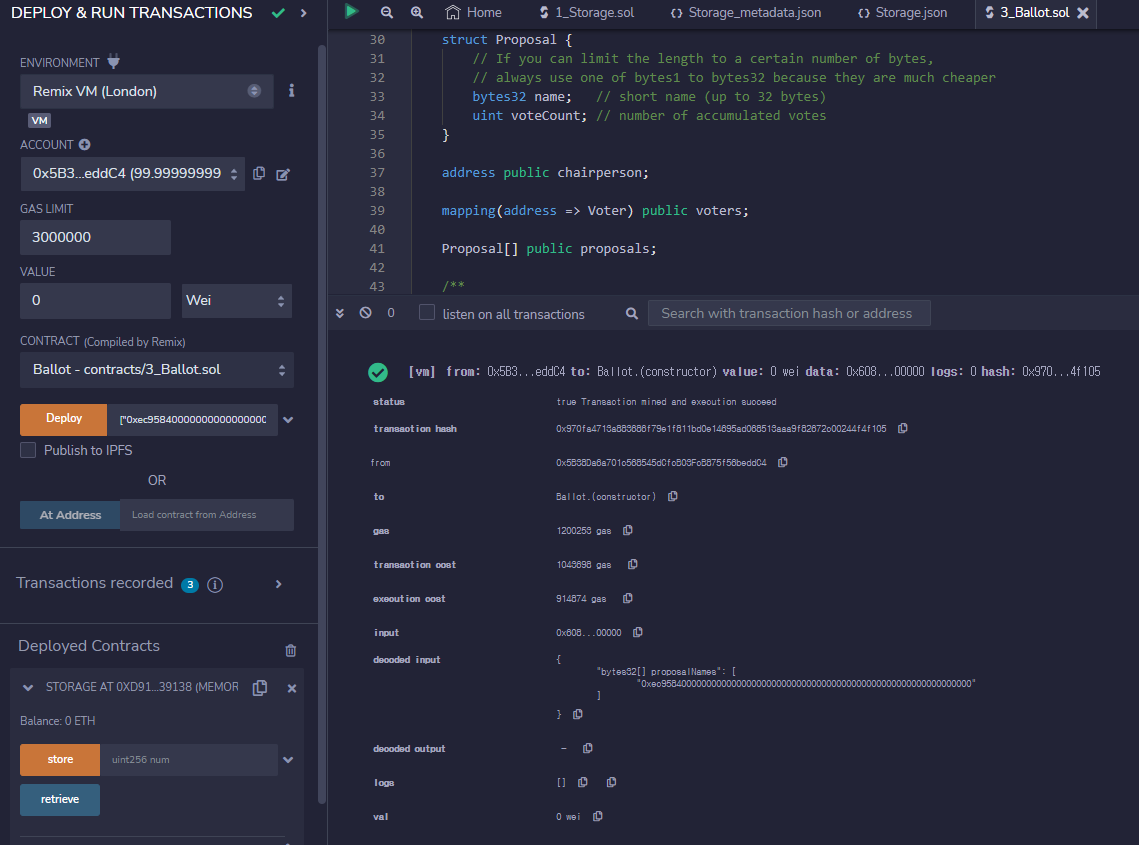 DEPLOY & RUN TRANSACTIONS
ENVIRONMENT
Remix VM (London)
VM
ACCOUNT
0x5B3...eddC4 (99.99999999
GAS LIMIT
3000000
VALUE
0
Wei
CONTRACT (Compiled by Remix)
Ballot - contracts/3_Ballot.sol
Deploy
["0xec95840000000000000000
Publish to IPFS
OR
At Address
Load contract from Address
Transactions recorded 3
Deployed Contracts
STORAGE AT 0XD91...39138 (MEMOR
Balance: 0 ETH
store
uint256 num
retrieve
Home
1_Storage.sol
{} Storage_metadata.json
{} Storage.json
3_Ballot.sol
30 struct Proposal {
31 // If you can limit the length to a certain number of bytes,
32 // always use one of bytes1 to bytes32 because they are much cheaper
33 bytes32 name; // short name (up to 32 bytes)
34 uint voteCount; // number of accumulated votes
35 }
36
37 address public chairperson;
38
39 mapping(address => Voter) public voters;
40
41 Proposal[] public proposals;
42
43 /**
0
listen on all transactions
Search with transaction hash or address
[vm] from: 0x5B3...eddC4 to: Ballot.(constructor) value: 0 wei data: 0x608...00000 logs: 0 hash: 0x970...4f105
status true Transaction mined and execution succeed
transaction hash
from
to Ballot.(constructor)
gas 1200253 gas
transaction cost 1043698 gas
execution cost 914874 gas
input 0x608...00000
decoded input {
"bytes32[] proposalNames": [
]
}
decoded output -
logs []
val 0 wei